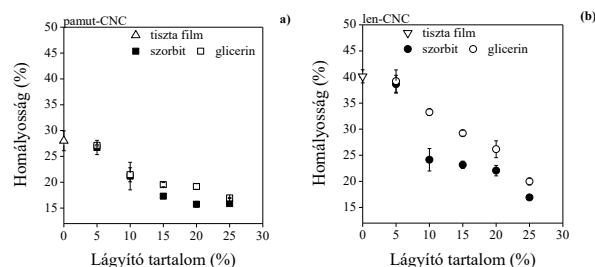 pamut-CNC
a)
50
tiszta film
45
szorbit
glicerin
40
35
30
25
20
15
Homályosság (%)
0 5 10 15 20 25 30
Lágyító tartalom (%)
len-CNC
(b)
50
tiszta film
45
szorbit
glicerin
40
35
30
25
20
15
Homályosság (%)
0 5 10 15 20 25 30
Lágyító tartalom (%)